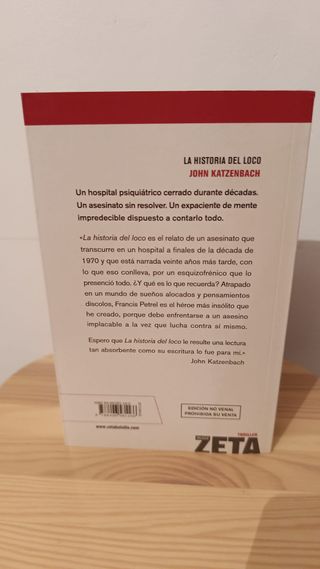 LA HISTORIA DEL LOCO
JOHN KATZENBACH
Un hospital psiquiátrico cerrado durante décadas.
Un asesinato sin resolver. Un expaciente de mente
impredecible dispuesto a contarlo todo.
«La historia del loco es el relato de un asesinato que
transcurre en un hospital a finales de la década de
1970 y que está narrada veinte años más tarde, con
lo que eso conlleva, por un esquizofrénico que lo
presenció todo. ¿Y qué es lo que recuerda? Atrapado
en un mundo de sueños alocados y pensamientos
díscolos, Francis Petrel es el héroe más insólito que
he creado, porque debe enfrentarse a un asesino
implacable a la vez que lucha contra sí mismo.
Espero que La historia del loco le resulte una lectura
tan absorbente como su escritura lo fue para mí.»
John Katzenbach
EDICIÓN NO VENAL
PROHIBIDA SU VENTA
www.zetabolsillo.com
THRILLER
ZETA